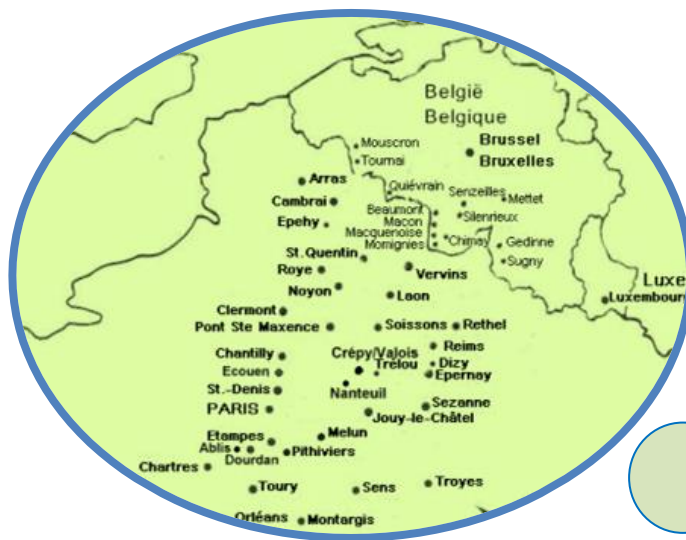 België
Belgique
Brussel
Bruxelles
Mouscron
Tournai
Arras
Quiévrain
Senzeilles
Mettet
Cambrai
Beaumont
Silenrieux
Epehy
Macon
Macquenoise
Momignies
Chimay
Gedinne
St.Quentin
Sugny
Roye
Vervins
Luxe
Noyon
Laon
Luxembourg
Clermont
Pont Ste Maxence
Soissons
Rethel
Reims
Chantilly
Crépy/Valois
Dizy
Ecouen
Trélou
Epernay
St.-Denis
Nanteuil
PARIS
Sezanne
Jouy-le-Châtel
Etampes
Melun
Ablis
Dourdan
Pithiviers
Chartres
Toury
Sens
Troyes
Orléans
Montargis